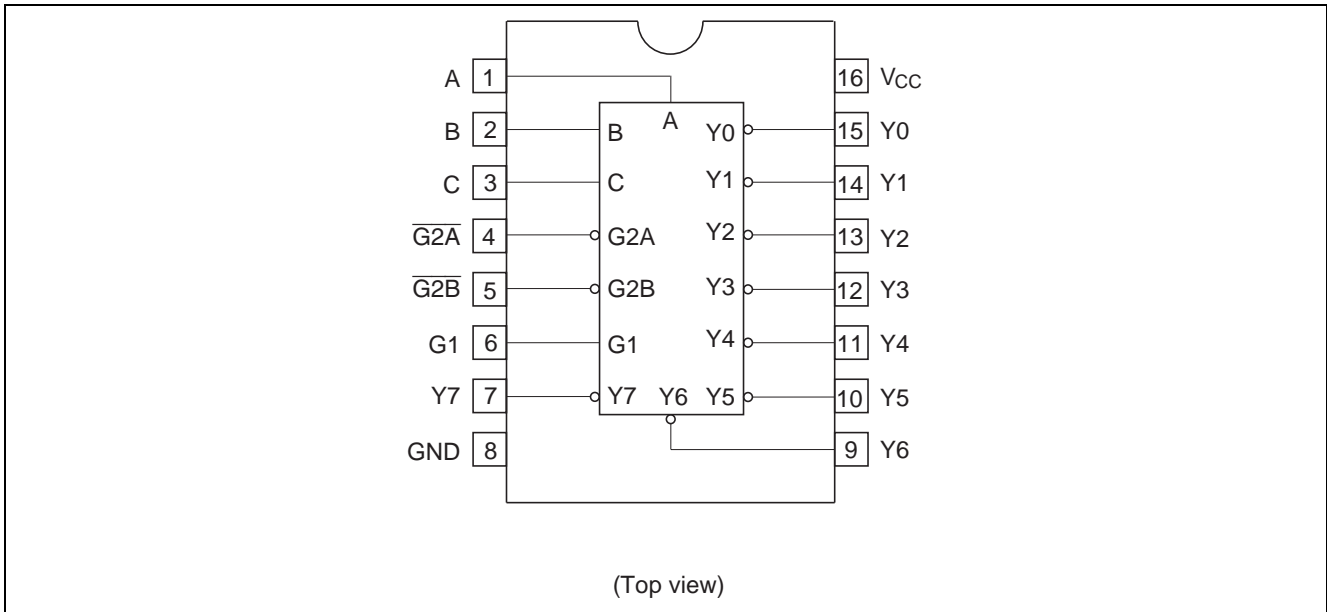 A 1 A 16 VCC
B 2 B Y0 15 Y0
C 3 C Y1 14 Y1
G2A 4 G2A Y2 13 Y2
G2B 5 G2B Y3 12 Y3
G1 6 G1 Y4 11 Y4
Y7 7 Y7 Y6 Y5 10 Y5
GND 8 9 Y6
(Top view)